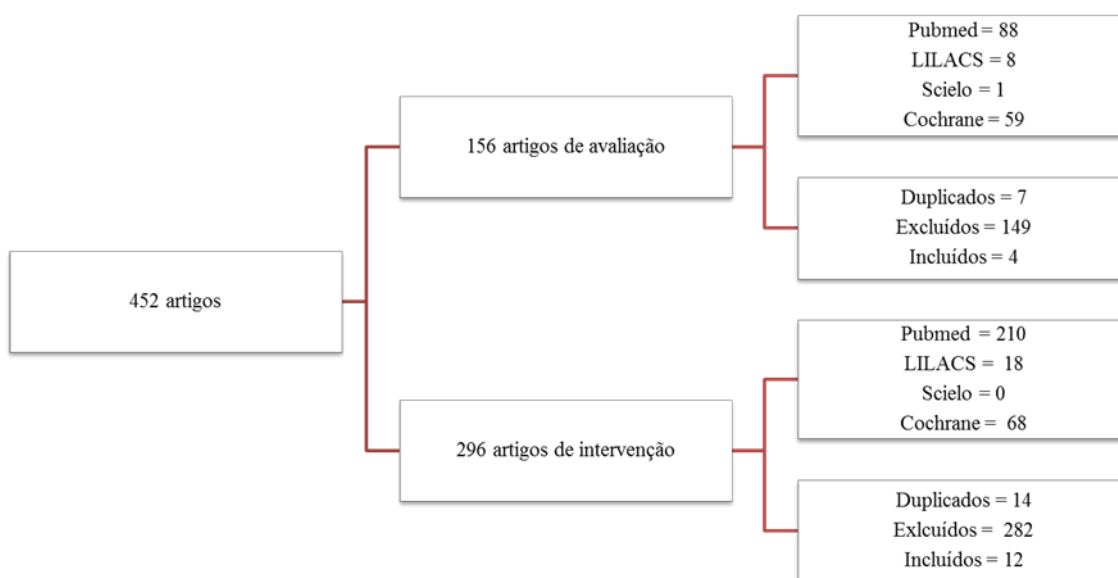 452 artigos
156 artigos de avaliação
Pubmed = 88
LILACS = 8
Scielo = 1
Cochrane = 59
Duplicados = 7
Excluídos = 149
Incluídos = 4
296 artigos de intervenção
Pubmed = 210
LILACS = 18
Scielo = 0
Cochrane = 68
Duplicados = 14
Exlcuídos = 282
Incluídos = 12